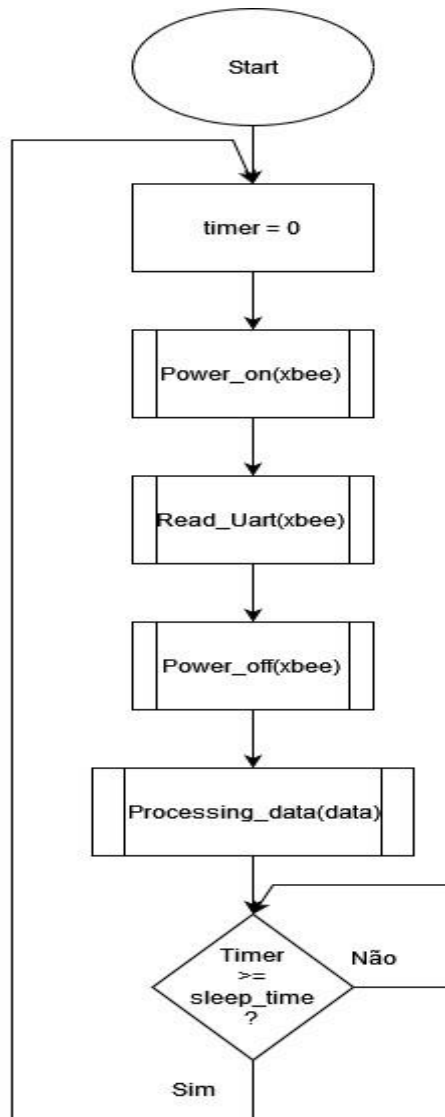 Start
timer = 0
Power_on(xbee)
Read_Uart(xbee)
Power_off(xbee)
Processing_data(data)
Timer
>=
sleep_time
?
Não
Sim